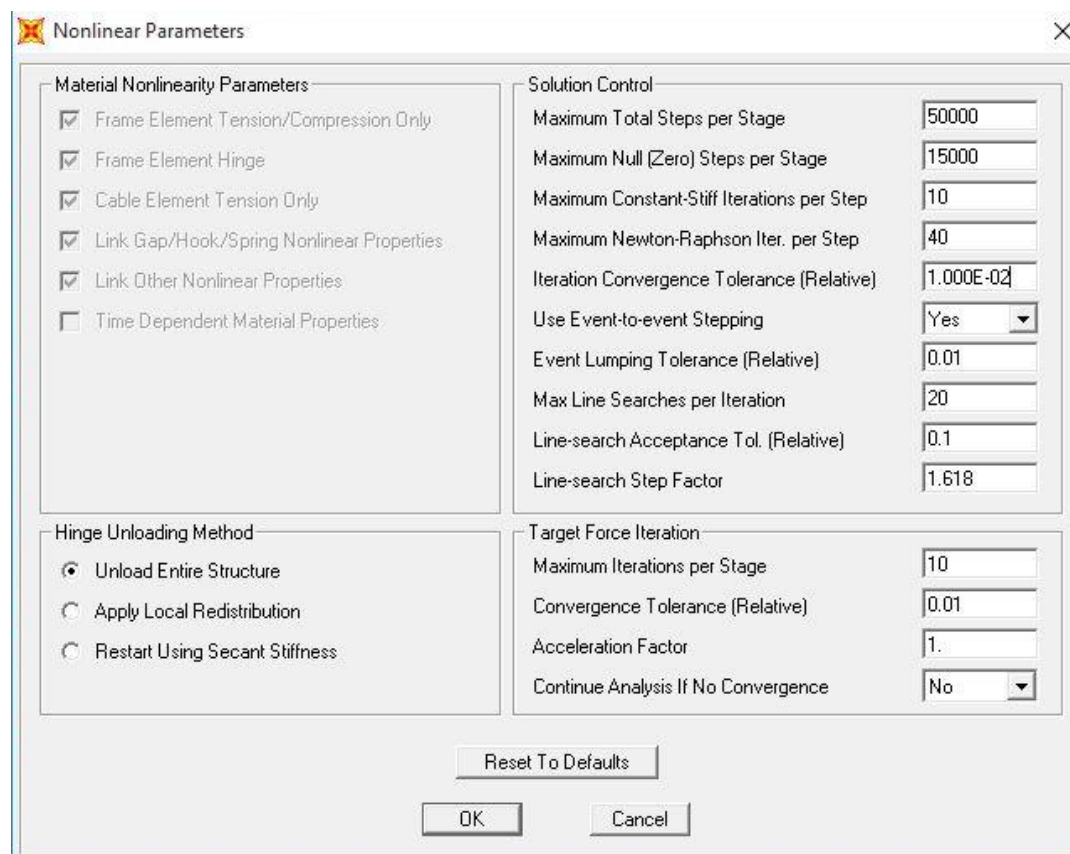 Nonlinear Parameters
Material Nonlinearity Parameters
Frame Element Tension/Compression Only
Frame Element Hinge
Cable Element Tension Only
Link Gap/Hook/Spring Nonlinear Properties
Link Other Nonlinear Properties
Time Dependent Material Properties
Solution Control
Maximum Total Steps per Stage 50000
Maximum Null (Zero) Steps per Stage 15000
Maximum Constant-Stiff Iterations per Step 10
Maximum Newton-Raphson Iter. per Step 40
Iteration Convergence Tolerance (Relative) 1.000E-02
Use Event-to-event Stepping Yes
Event Lumping Tolerance (Relative) 0.01
Max Line Searches per Iteration 20
Line-search Acceptance Tol. (Relative) 0.1
Line-search Step Factor 1.618
Hinge Unloading Method
Unload Entire Structure
Apply Local Redistribution
Restart Using Secant Stiffness
Target Force Iteration
Maximum Iterations per Stage 10
Convergence Tolerance (Relative) 0.01
Acceleration Factor 1.
Continue Analysis If No Convergence No
Reset To Defaults
OK Cancel